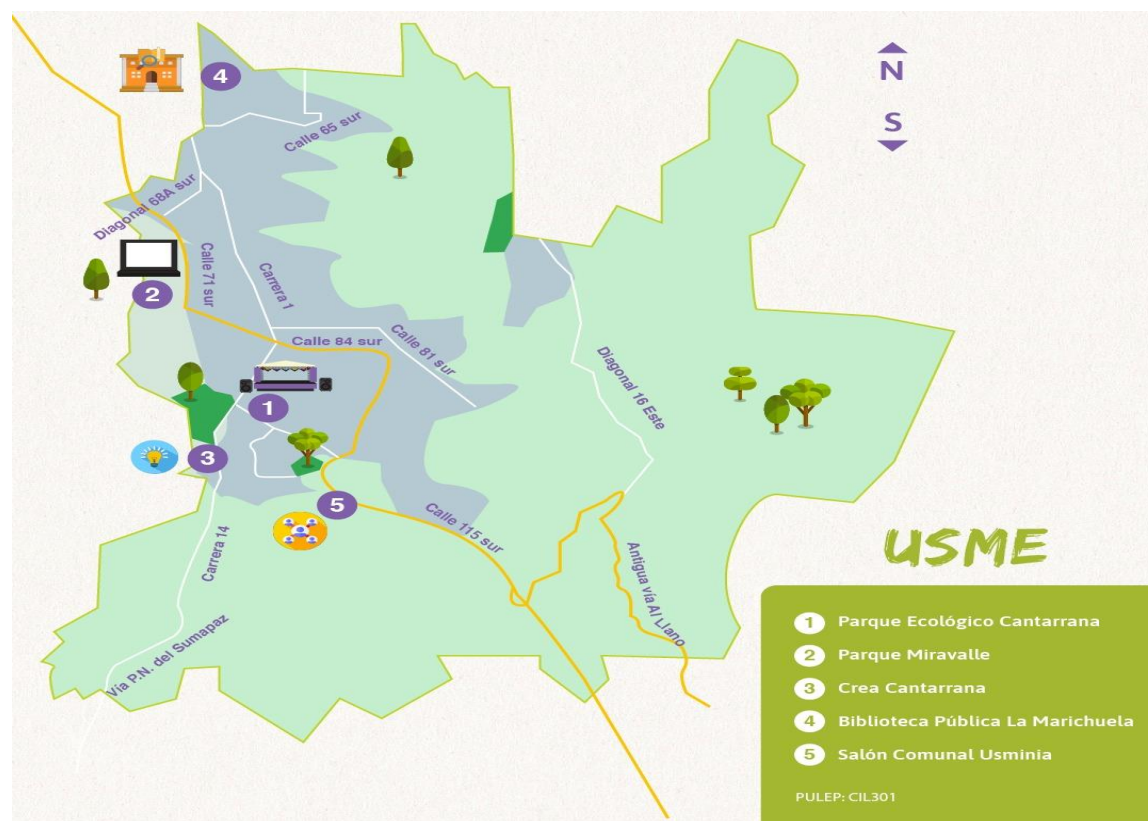 4
N
S
Calle 65 sur
Diagonal 68A sur
2
Calle 71 sur
Carrera 1
Calle 84 sur
Calle 81 sur
1
Diagonal 16 Este
3
5
Calle 115 sur
Carrera 14
Antigua vía Al Llano
Vía P.N. del Sumapaz
USME
1 Parque Ecológico Cantarrana
2 Parque Miravalle
3 Crea Cantarrana
4 Biblioteca Pública La Marichuela
5 Salón Comunal Usminia
PULEP: CIL301